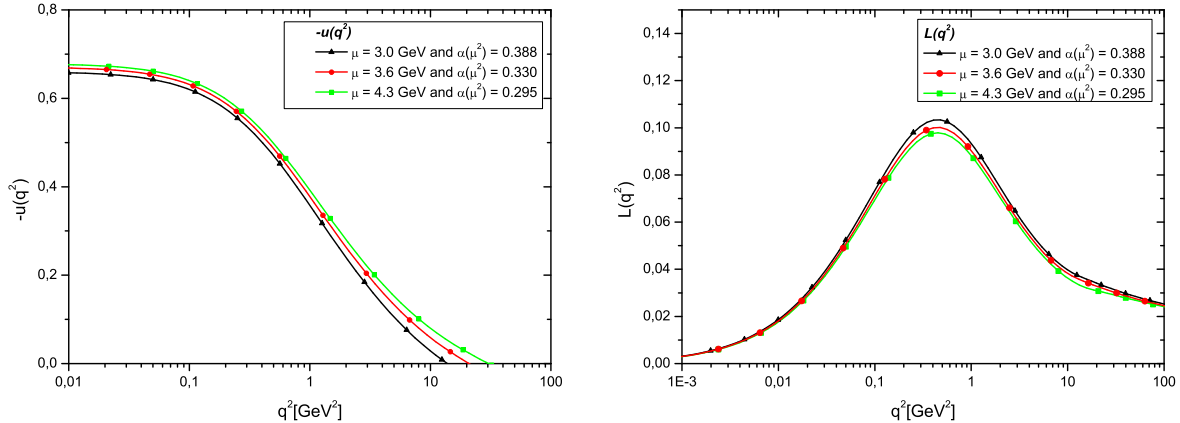 0,8
0,6
0,4
0,2
0,0
-u(q²)
0,01
0,1
1
10
100
q²[GeV²]
-u(q²)
μ = 3.0 GeV and α(μ²) = 0.388
μ = 3.6 GeV and α(μ²) = 0.330
μ = 4.3 GeV and α(μ²) = 0.295
0,14
0,12
0,10
0,08
0,06
0,04
0,02
0,00
L(q²)
1E-3
0,01
0,1
1
10
100
q²[GeV²]
L(q²)
μ = 3.0 GeV and α(μ²) = 0.388
μ = 3.6 GeV and α(μ²) = 0.330
μ = 4.3 GeV and α(μ²) = 0.295